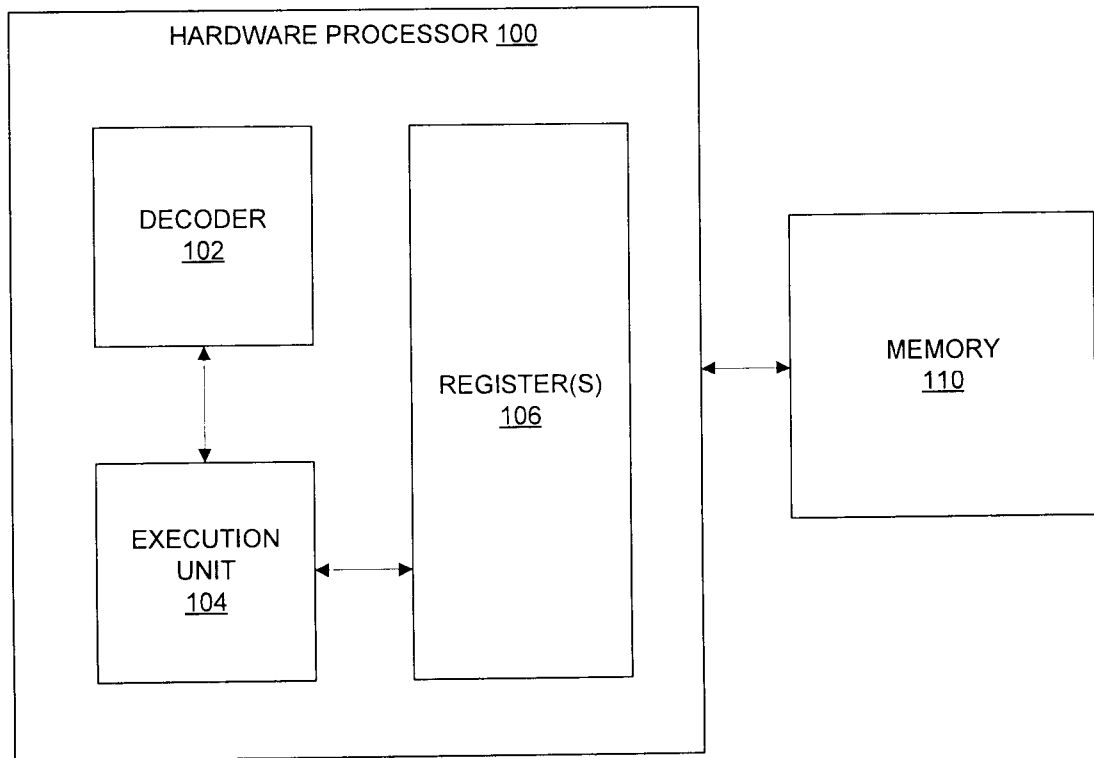 HARDWARE PROCESSOR 100
DECODER
102
REGISTER(S)
106
MEMORY
110
EXECUTION
UNIT
104